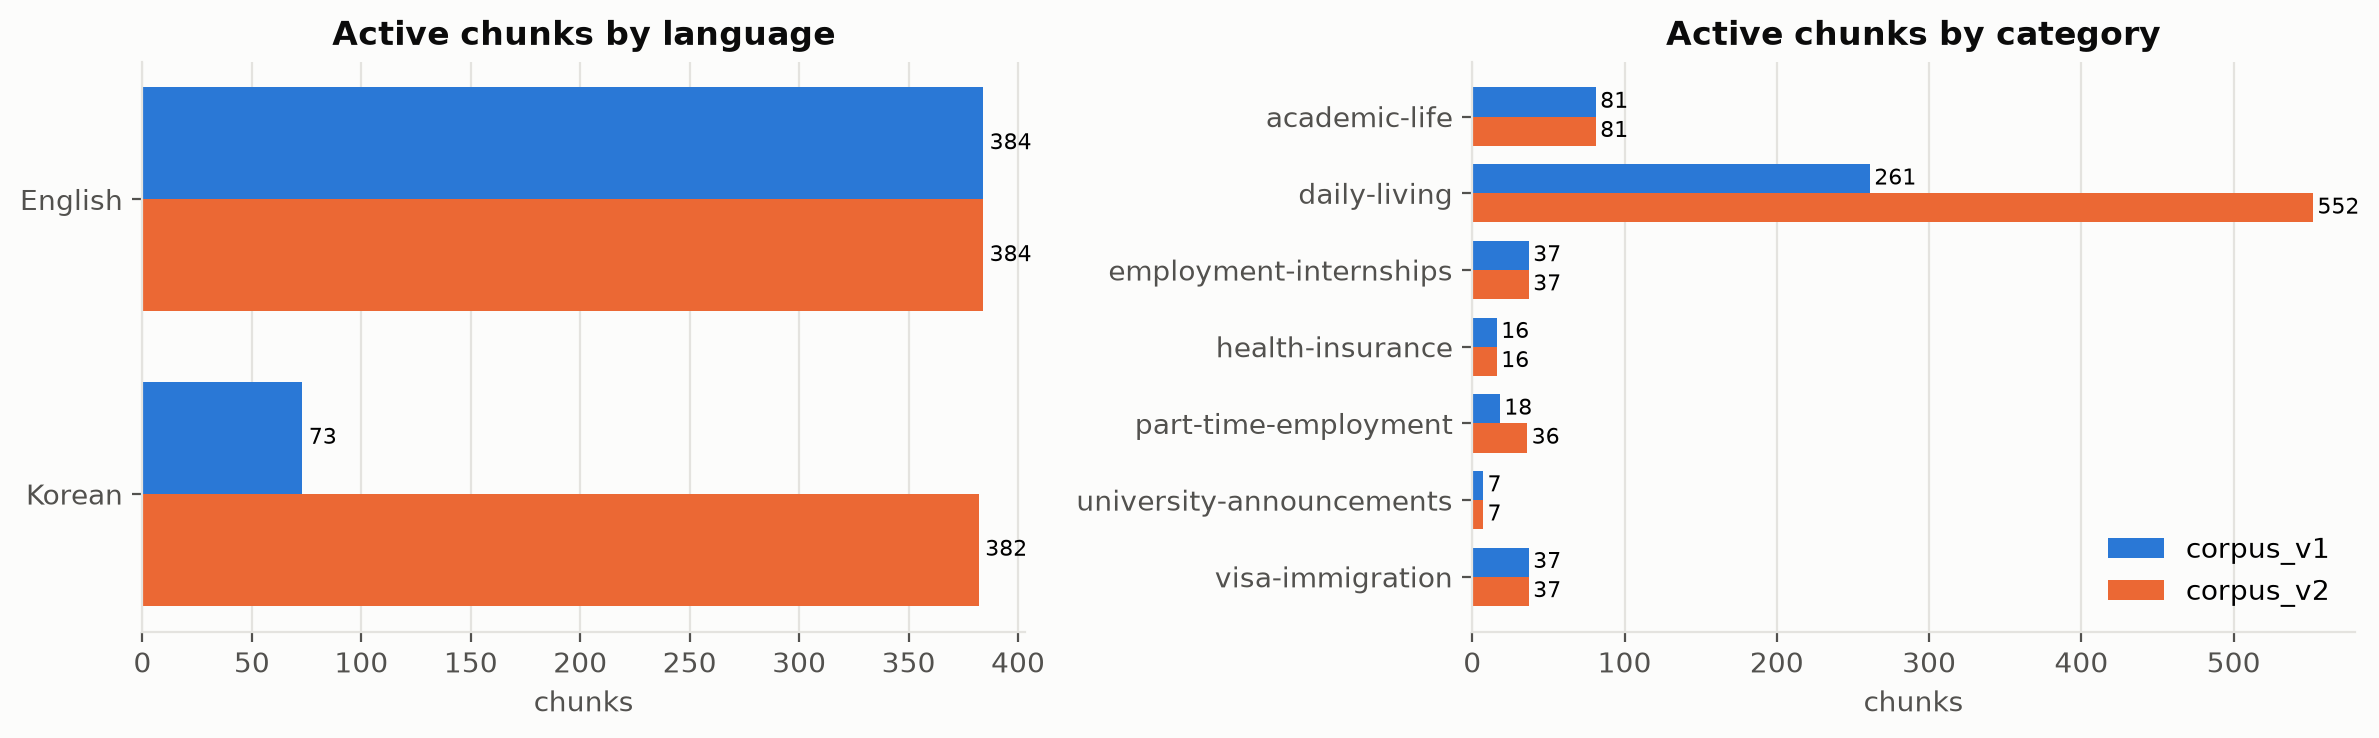 Active chunks by language
English
384
384
Korean
73
382
0 50 100 150 200 250 300 350 400
chunks
Active chunks by category
academic-life
81
81
daily-living
261
552
employment-internships
37
37
health-insurance
16
16
part-time-employment
18
36
university-announcements
7
7
visa-immigration
37
37
corpus_v1
corpus_v2
0 100 200 300 400 500
chunks